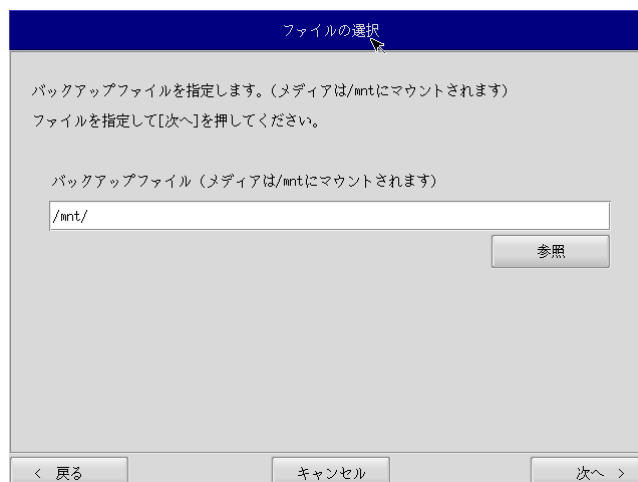 ファイルの選択
バックアップファイルを指定します。(メディアは/mntにマウントされます)
ファイルを指定して[次へ]を押してください。
バックアップファイル（メディアは/mntにマウントされます）
/mnt/
参照
< 戻る
キャンセル
次へ >